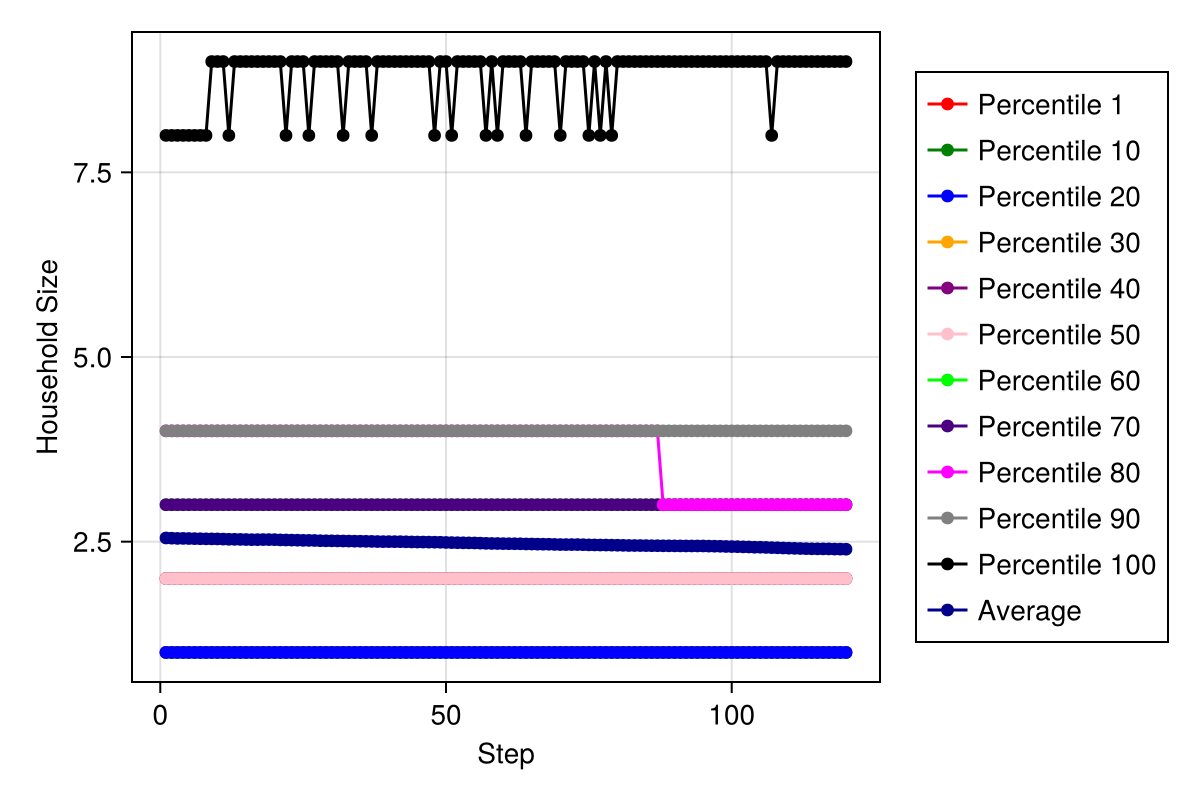 7.5
5.0
2.5
Household Size
0
50
100
Step
Percentile 1
Percentile 10
Percentile 20
Percentile 30
Percentile 40
Percentile 50
Percentile 60
Percentile 70
Percentile 80
Percentile 90
Percentile 100
Average